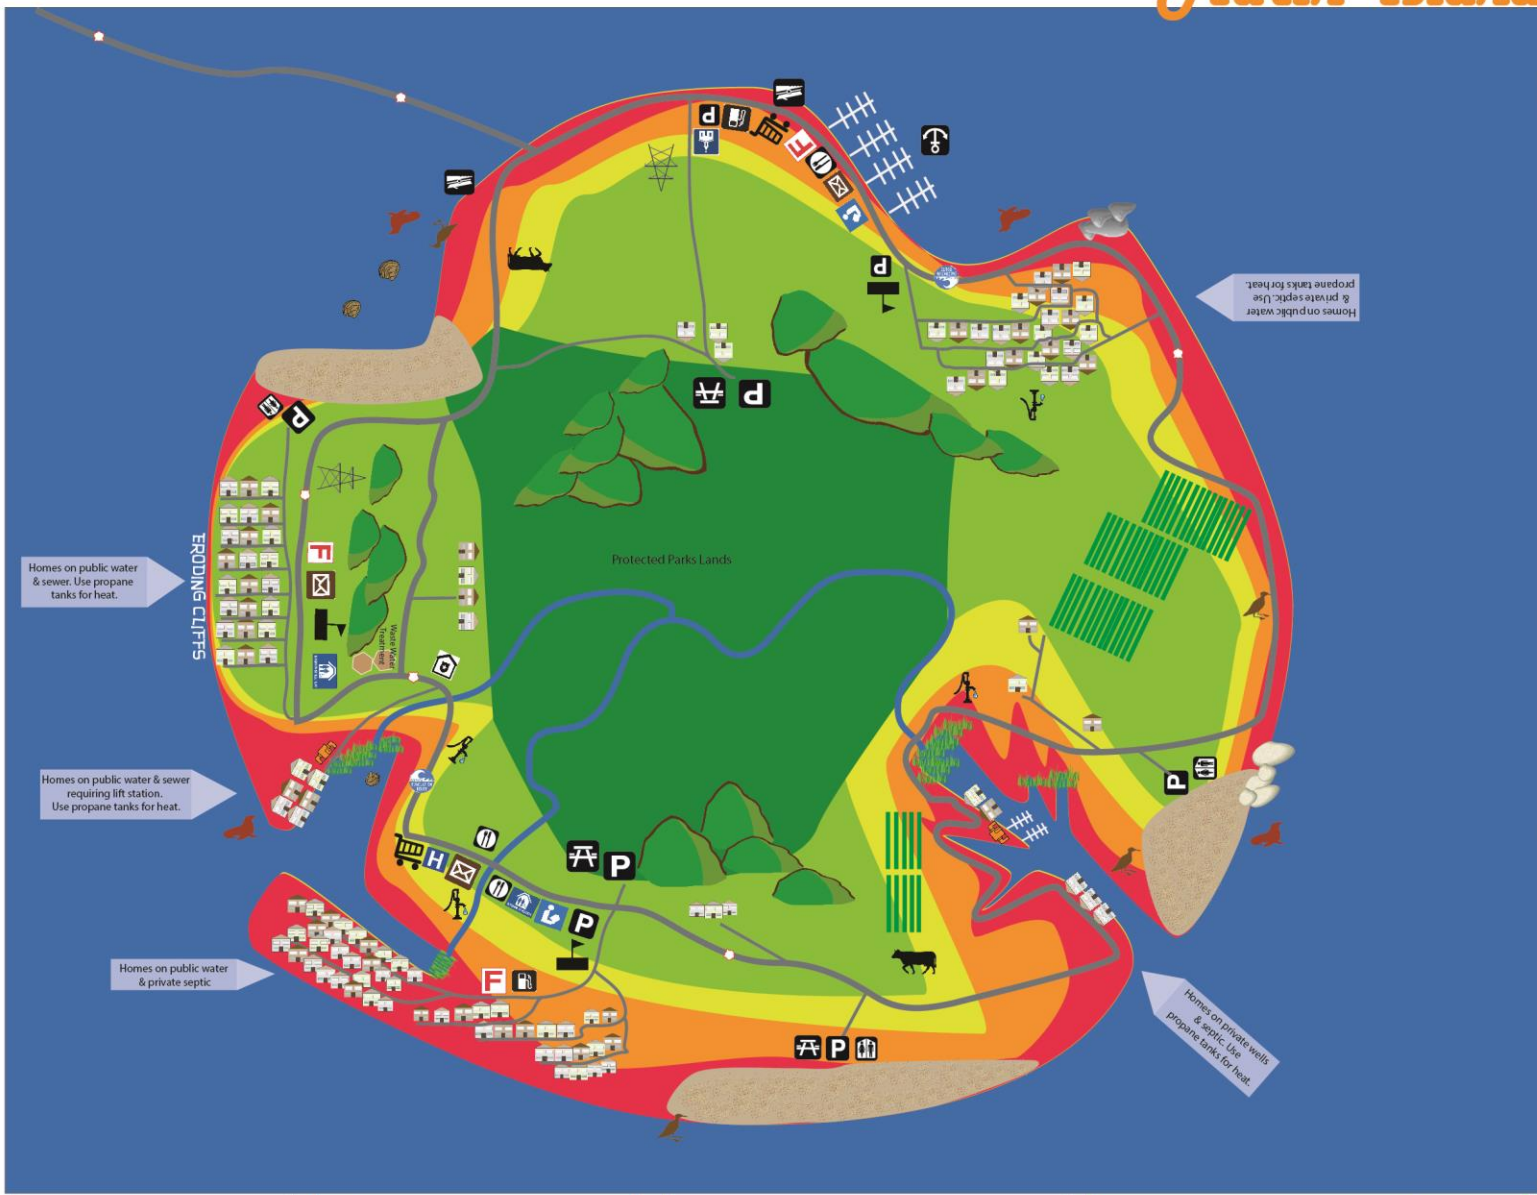 Island
Homes on public water
& private septic. Use
propane tanks for heat.
P
F
P
P
P
Protected Parks Lands
ERODING CLIFFS
Homes on public water
& sewer. Use propane
tanks for heat.
F
Waste Water
Treatment
Homes on public water & sewer
requiring lift station.
Use propane tanks for heat.
P
H
P
P
Homes on public water
& private septic
F
P
Homes on private wells
& septic. Use
propane tanks for heat.